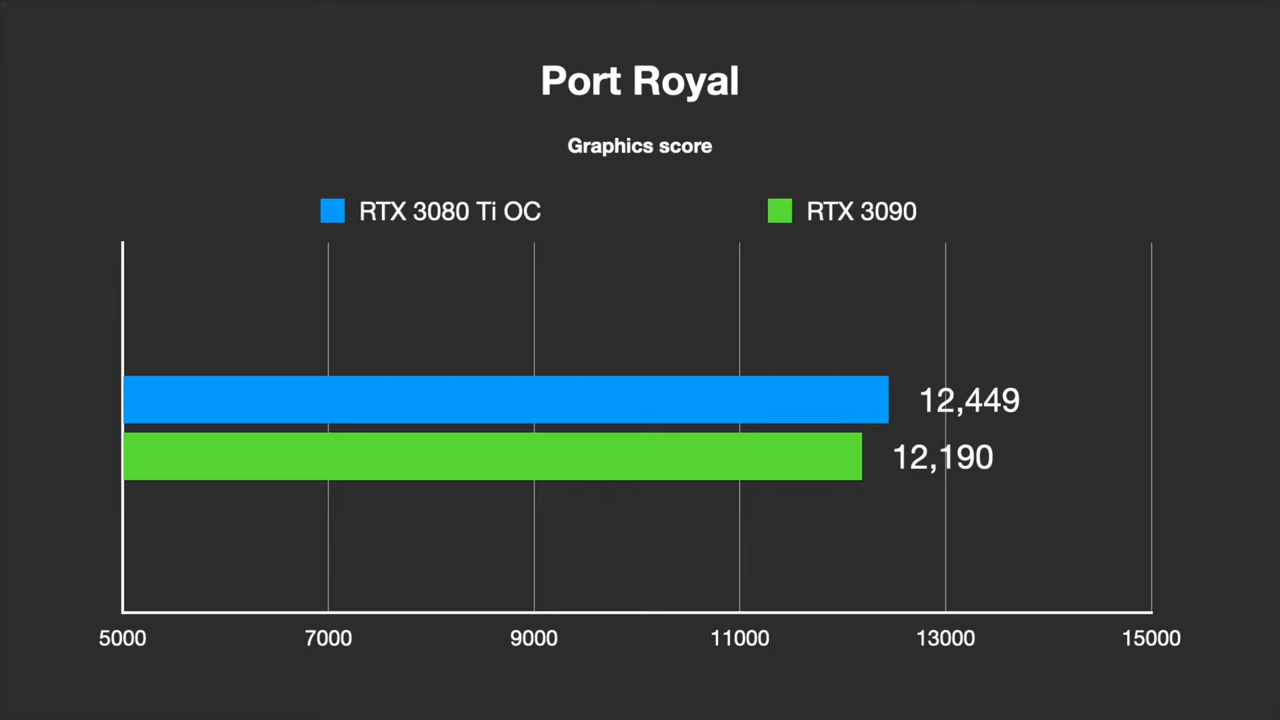 Port Royal
Graphics score
RTX 3080 Ti OC
RTX 3090
12,449
12,190
5000 7000 9000 11000 13000 15000